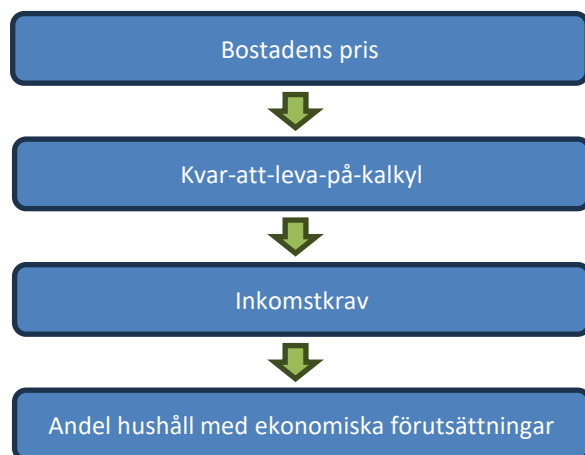 Bostadens pris
Kvar-att-leva-på-kalkyl
Inkomstkrav
Andel hushåll med ekonomiska förutsättningar